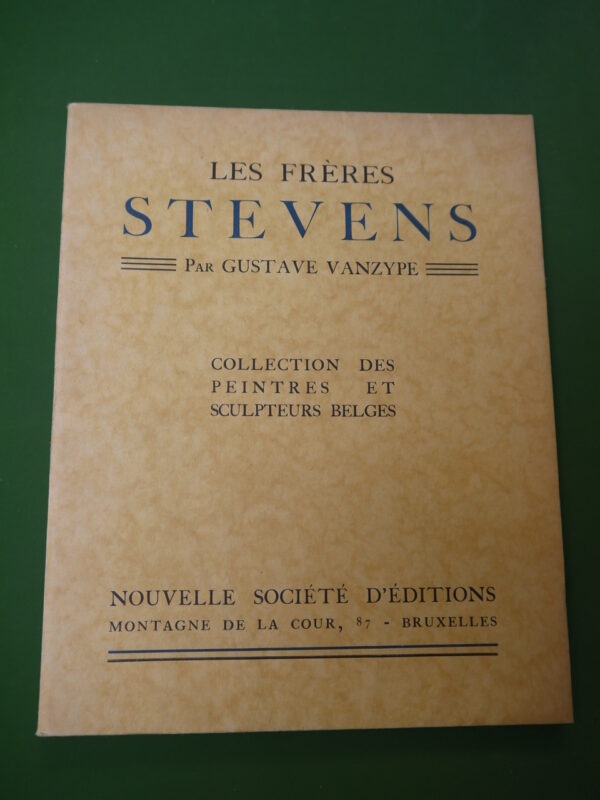 LES FRÈRES
STEVENS
PAR GUSTAVE VANZYPE
COLLECTION DES
PEINTRES ET
SCULPTEURS BELGES
NOUVELLE SOCIÉTÉ D'ÉDITIONS
MONTAGNE DE LA COUR, 87 - BRUXELLES